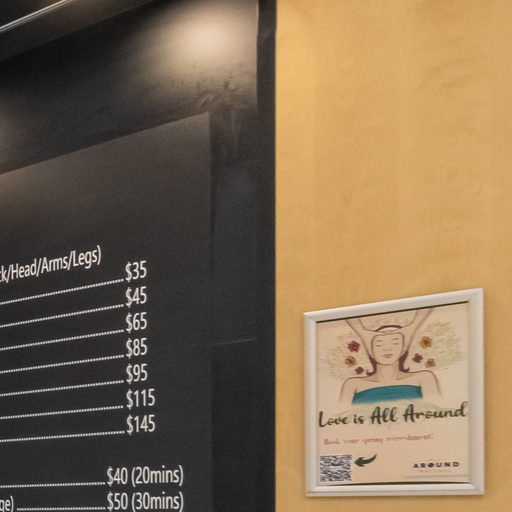 ck/Head/Arms/Legs)
$35
$45
$65
$85
$95
$115
$145
$40 (20mins)
ge) $50 (30mins)
Love is All Around
Book your spring refreshment!
AROUND